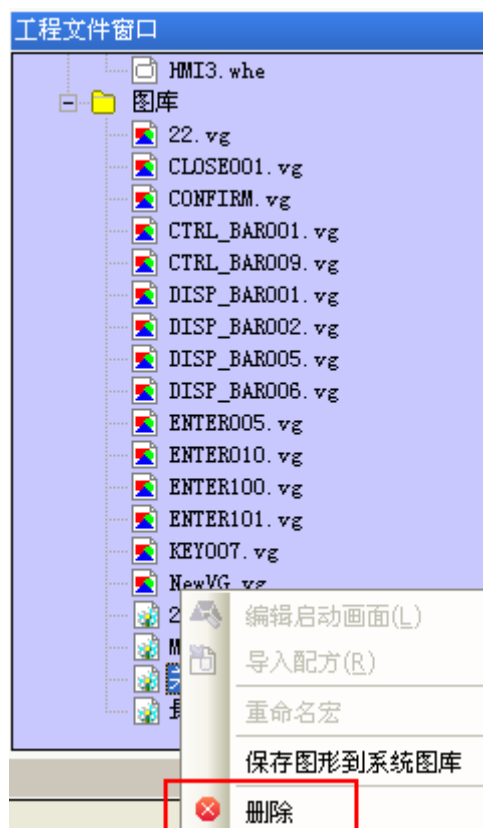 工程文件窗口
HMI3.whe
图库
22.vg
CLOSE001.vg
CONFIRM.vg
CTRL_BAR001.vg
CTRL_BAR009.vg
DISP_BAR001.vg
DISP_BAR002.vg
DISP_BAR005.vg
DISP_BAR006.vg
ENTER005.vg
ENTER010.vg
ENTER100.vg
ENTER101.vg
KEY007.vg
NewVG.vg
2
M
编辑启动画面(L)
导入配方(R)
重命名宏
保存图形到系统图库
删除